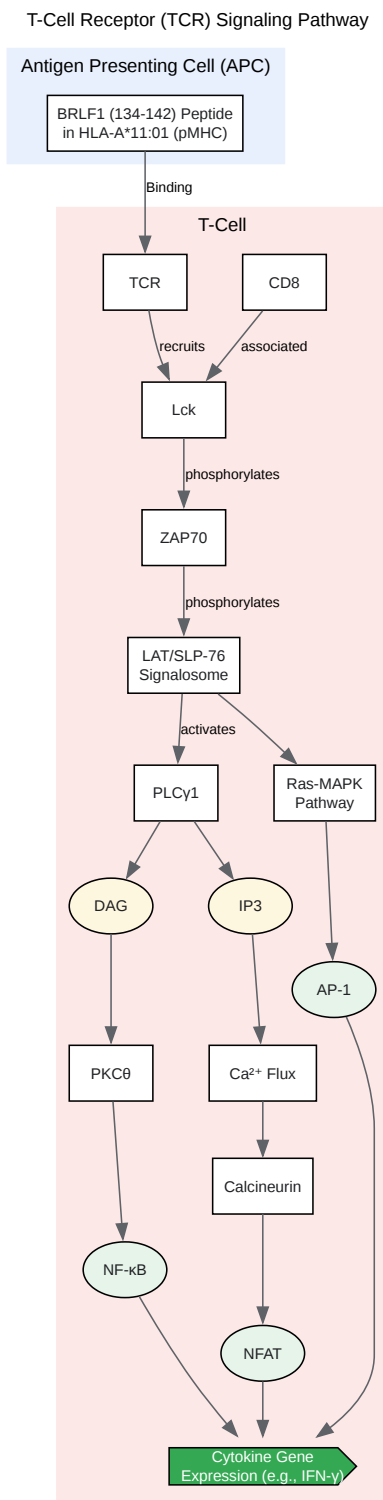 T-Cell Receptor (TCR) Signaling Pathway
Antigen Presenting Cell (APC)
BRLF1 (134-142) Peptide
in HLA-A*11:01 (pMHC)
Binding
T-Cell
TCR
CD8
recruits
associated
Lck
phosphorylates
ZAP70
phosphorylates
LAT/SLP-76
Signalosome
activates
PLCγ1
Ras-MAPK
Pathway
DAG
IP3
AP-1
PKCθ
Ca²⁺ Flux
Calcineurin
NF-κB
NFAT
Cytokine Gene
Expression (e.g., IFN-γ)